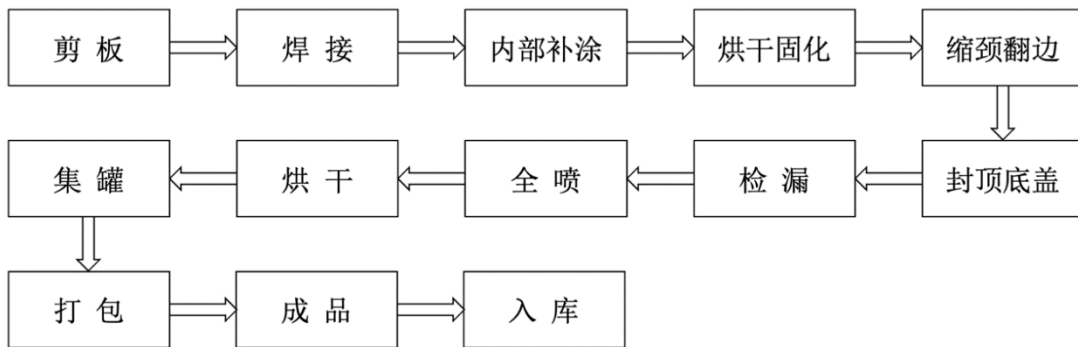 剪 板
焊 接
内部补涂
烘干固化
缩颈翻边
封顶底盖
检 漏
全 喷
烘 干
集 罐
打 包
成 品
入 库